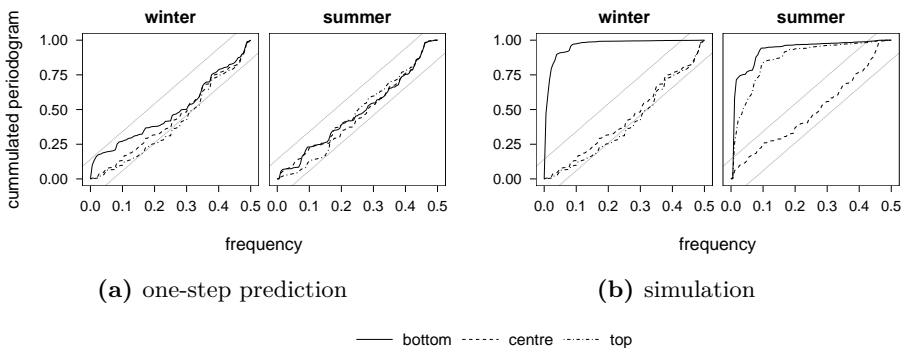 winter
summer
winter
summer
cummulated periodogram
1.00
0.75
0.50
0.25
0.00
1.00
0.75
0.50
0.25
0.00
0.0 0.1 0.2 0.3 0.4 0.5
0.0 0.1 0.2 0.3 0.4 0.5
0.0 0.1 0.2 0.3 0.4 0.5
0.0 0.1 0.2 0.3 0.4 0.5
frequency
frequency
(a) one-step prediction
(b) simulation
bottom centre top